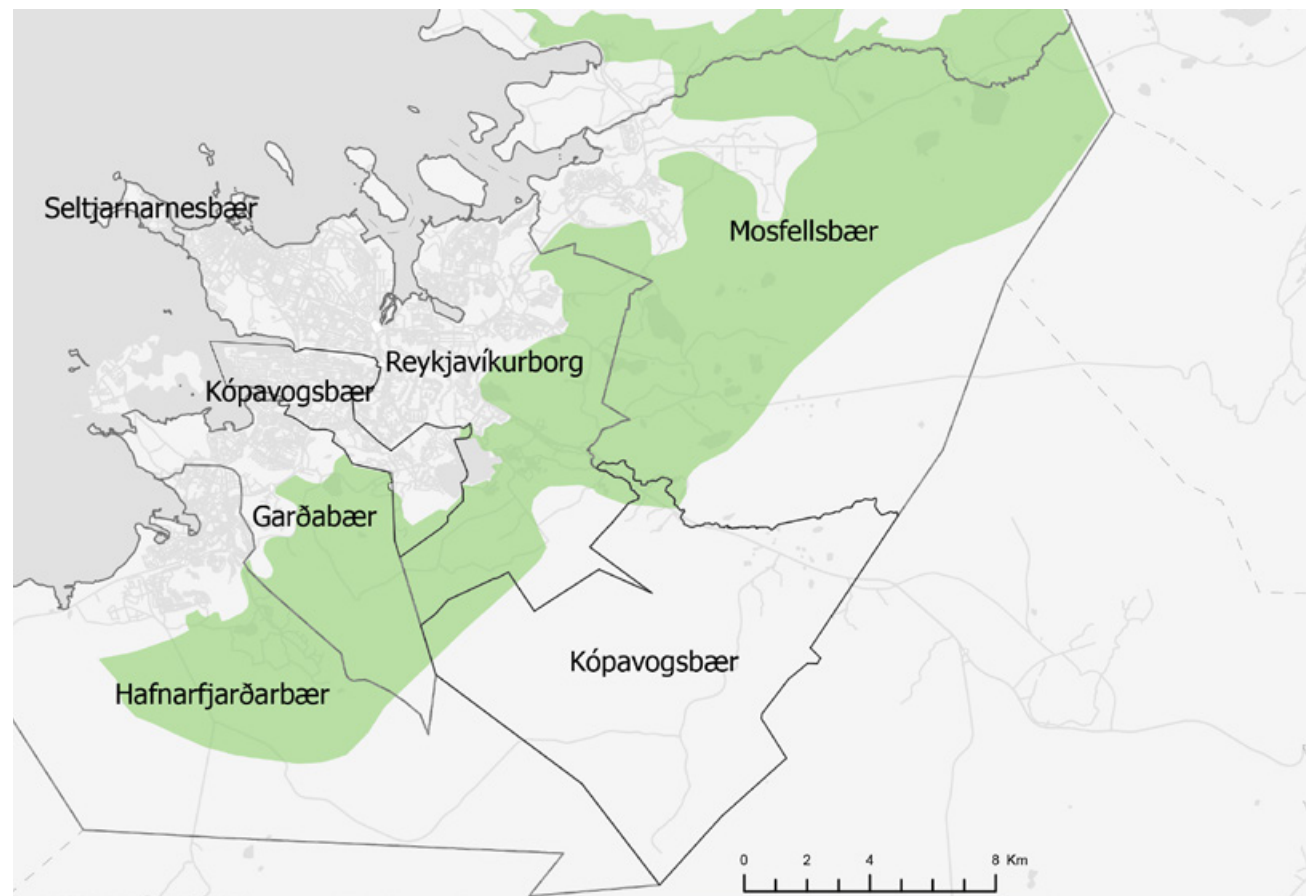 Seltjarnarnesbær
Mosfellsbær
Reykjavíkurborg
Kópavogsbær
Garðabær
Kópavogsbær
Hafnarfjarðarbær
0 2 4 8 Km